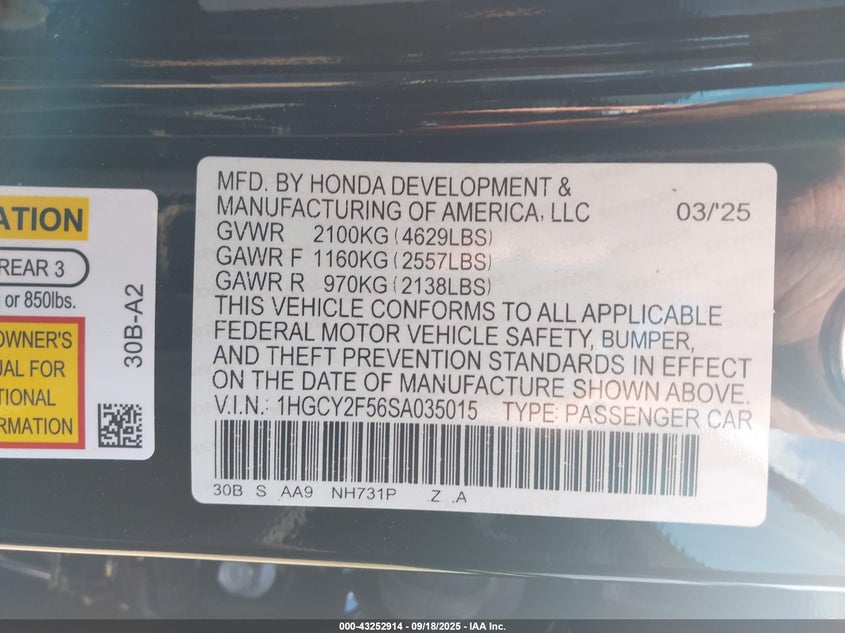 ATION
REAR 3
or 850lbs.
OWNER'S
UAL FOR
TIONAL
ORMATION
30B-A2
MFD. BY HONDA DEVELOPMENT &
MANUFACTURING OF AMERICA, LLC 03/'25
GVWR 2100KG (4629LBS)
GAWR F 1160KG (2557LBS)
GAWR R 970KG (2138LBS)
THIS VEHICLE CONFORMS TO ALL APPLICABLE
FEDERAL MOTOR VEHICLE SAFETY, BUMPER,
AND THEFT PREVENTION STANDARDS IN EFFECT
ON THE DATE OF MANUFACTURE SHOWN ABOVE.
V.I.N.: 1HGCY2F56SA035015 TYPE: PASSENGER CAR
30B S AA9 NH731P .Z .A
000-43252914 - 09/18/2025 - IAA Inc.